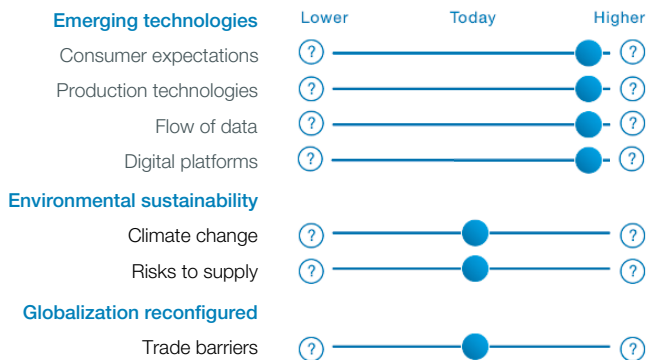 Emerging technologies Lower Today Higher
Consumer expectations ? ?
Production technologies ? ?
Flow of data ? ?
Digital platforms ? ?
Environmental sustainability
Climate change ? ?
Risks to supply ? ?
Globalization reconfigured
Trade barriers ? ?